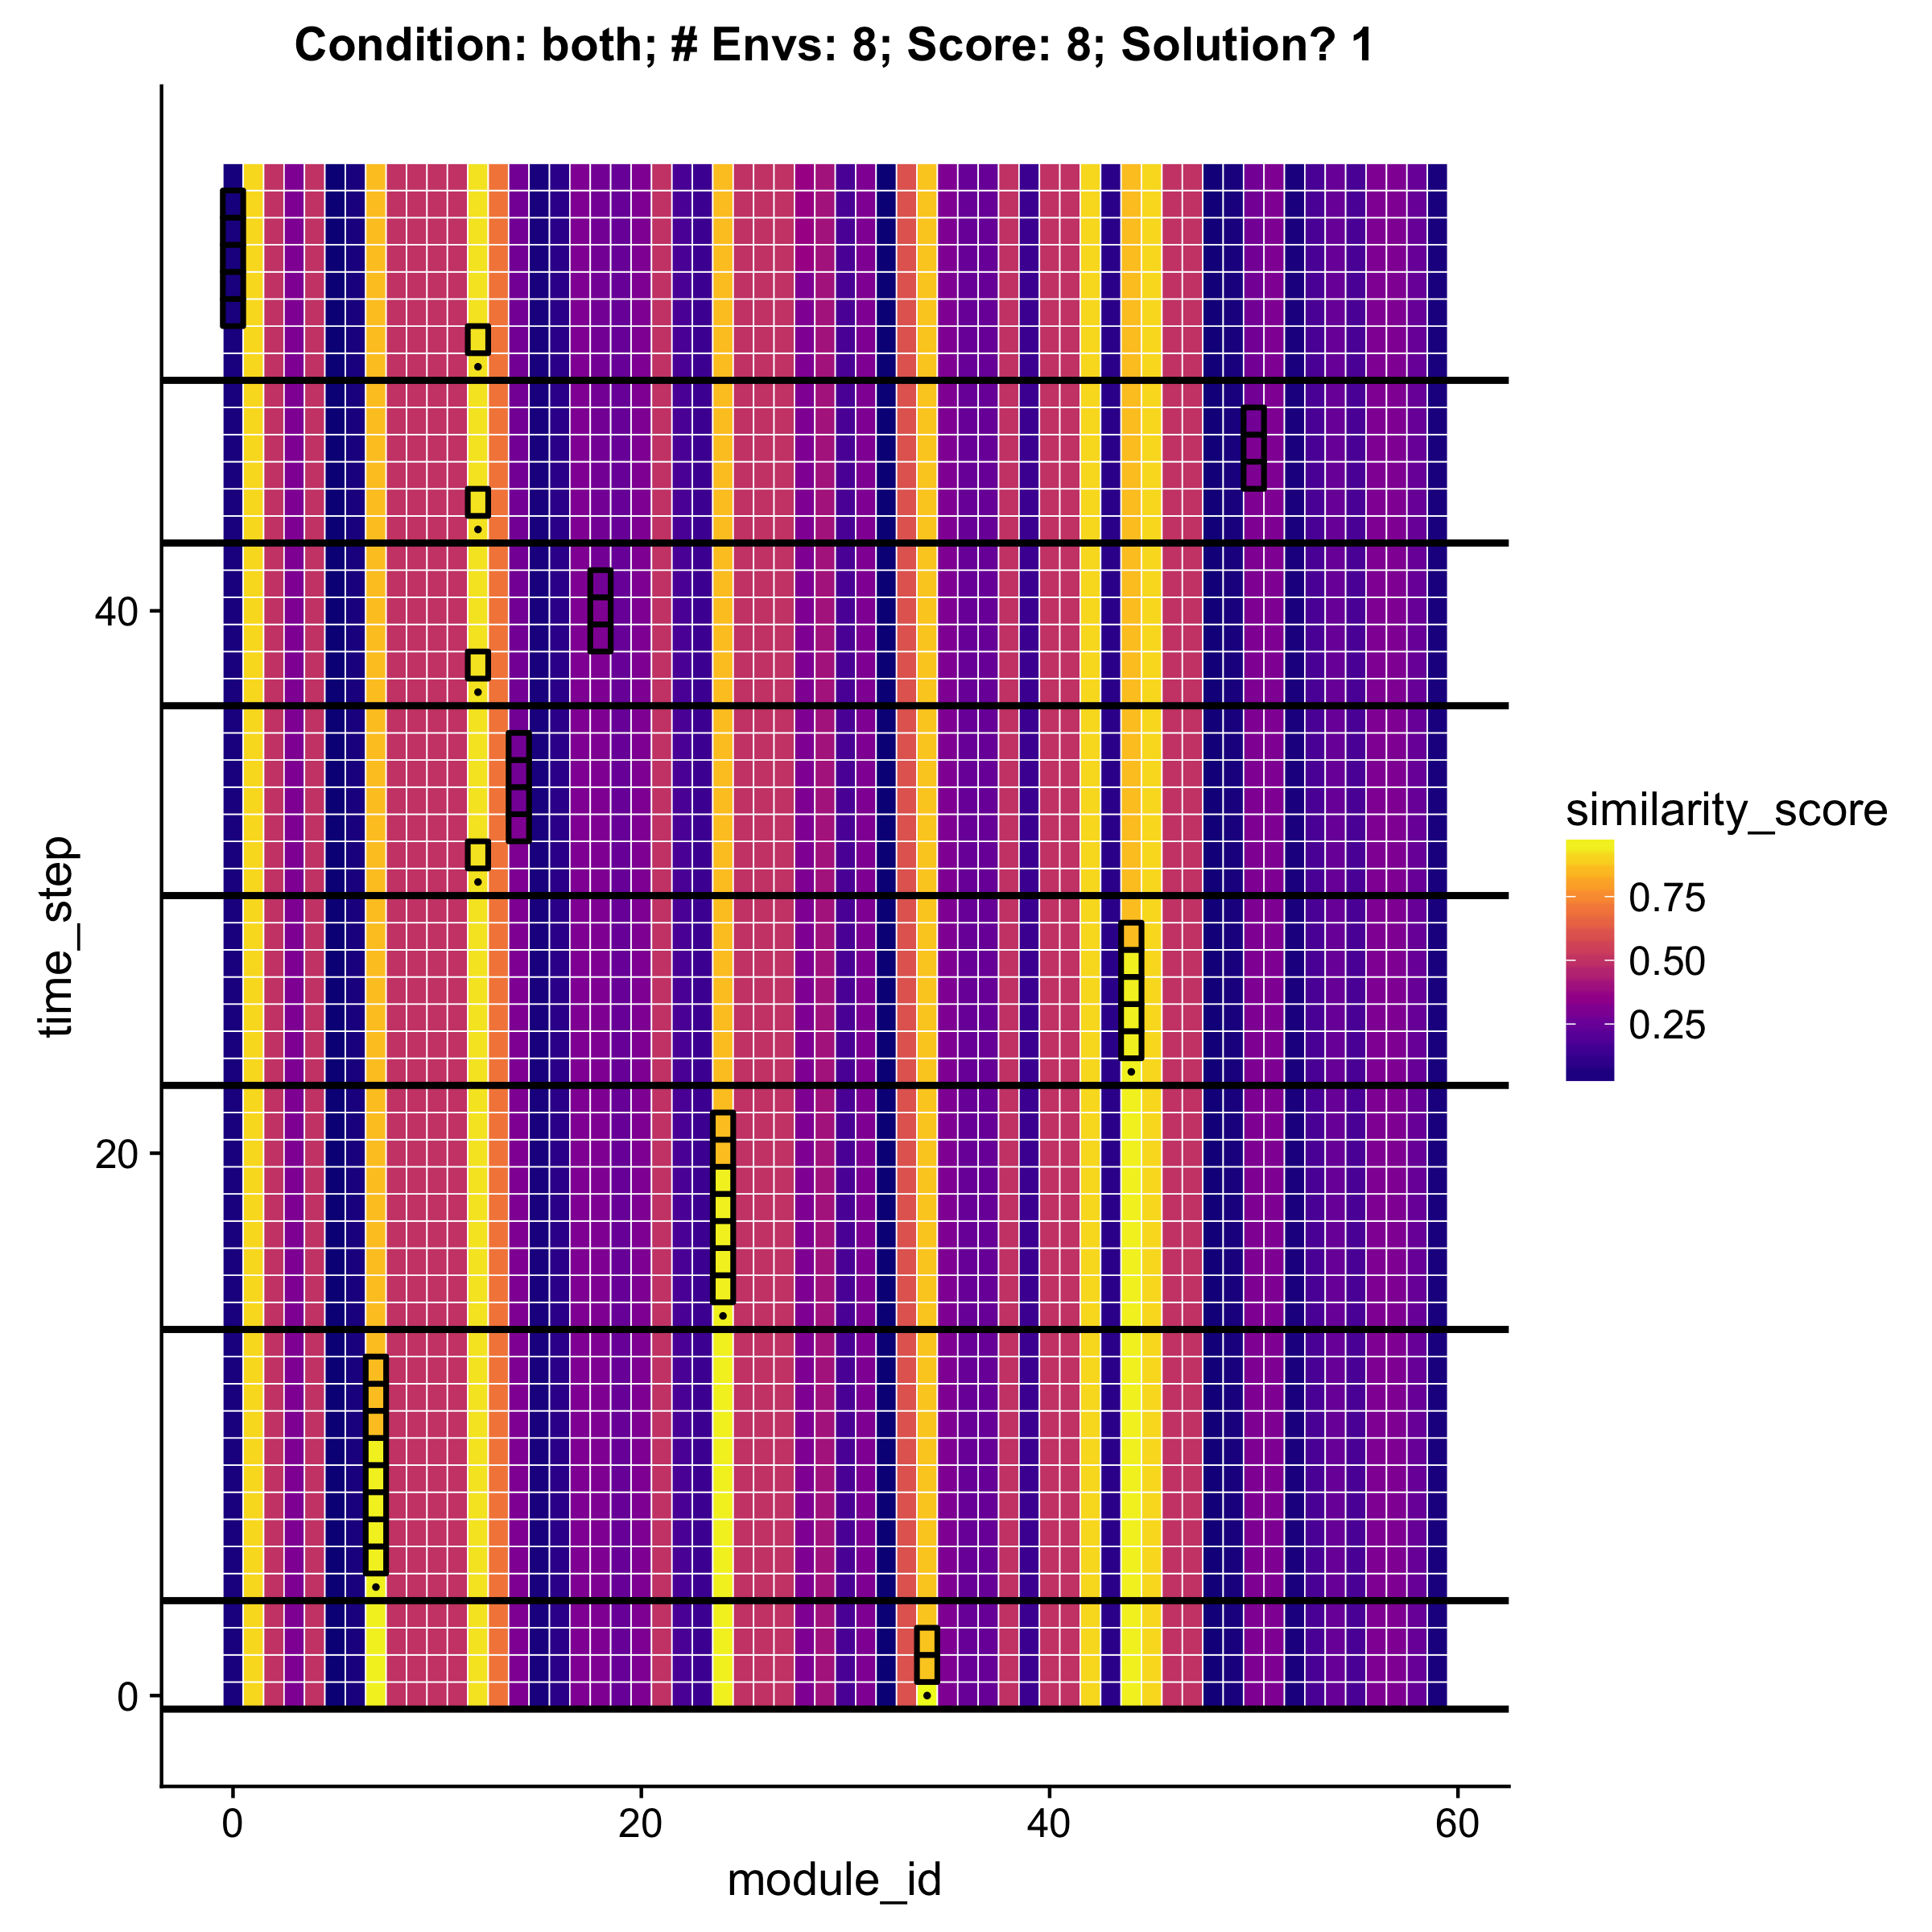 Condition: both; # Envs: 8; Score: 8; Solution? 1
time_step
40
20
0
0
20
40
60
module_id
similarity_score
0.75
0.50
0.25